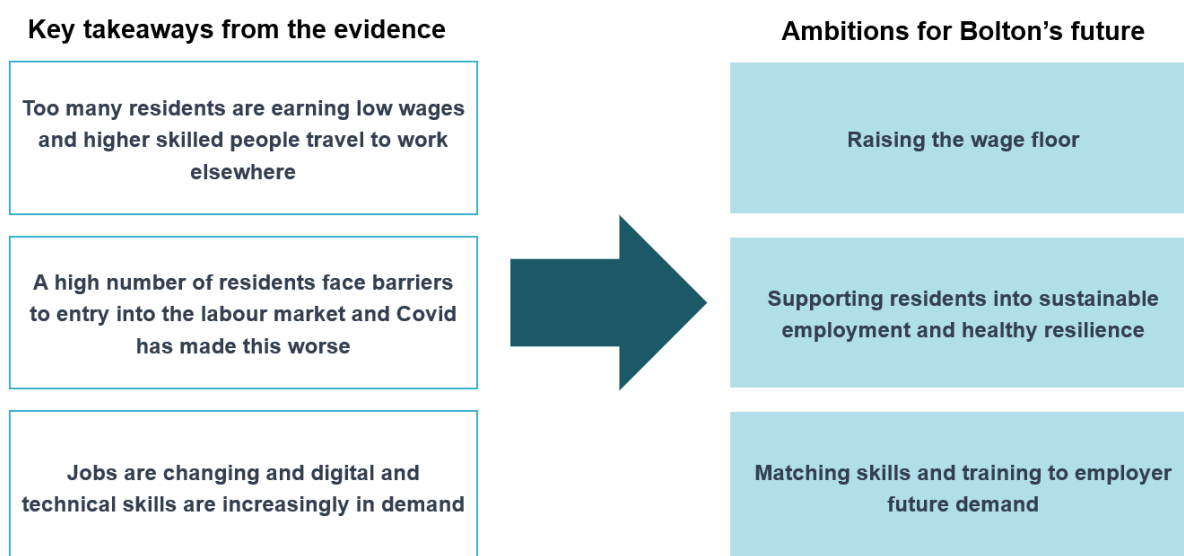 Key takeaways from the evidence
Too many residents are earning low wages
and higher skilled people travel to work
elsewhere
A high number of residents face barriers
to entry into the labour market and Covid
has made this worse
Jobs are changing and digital and
technical skills are increasingly in demand
Ambitions for Bolton’s future
Raising the wage floor
Supporting residents into sustainable
employment and healthy resilience
Matching skills and training to employer
future demand